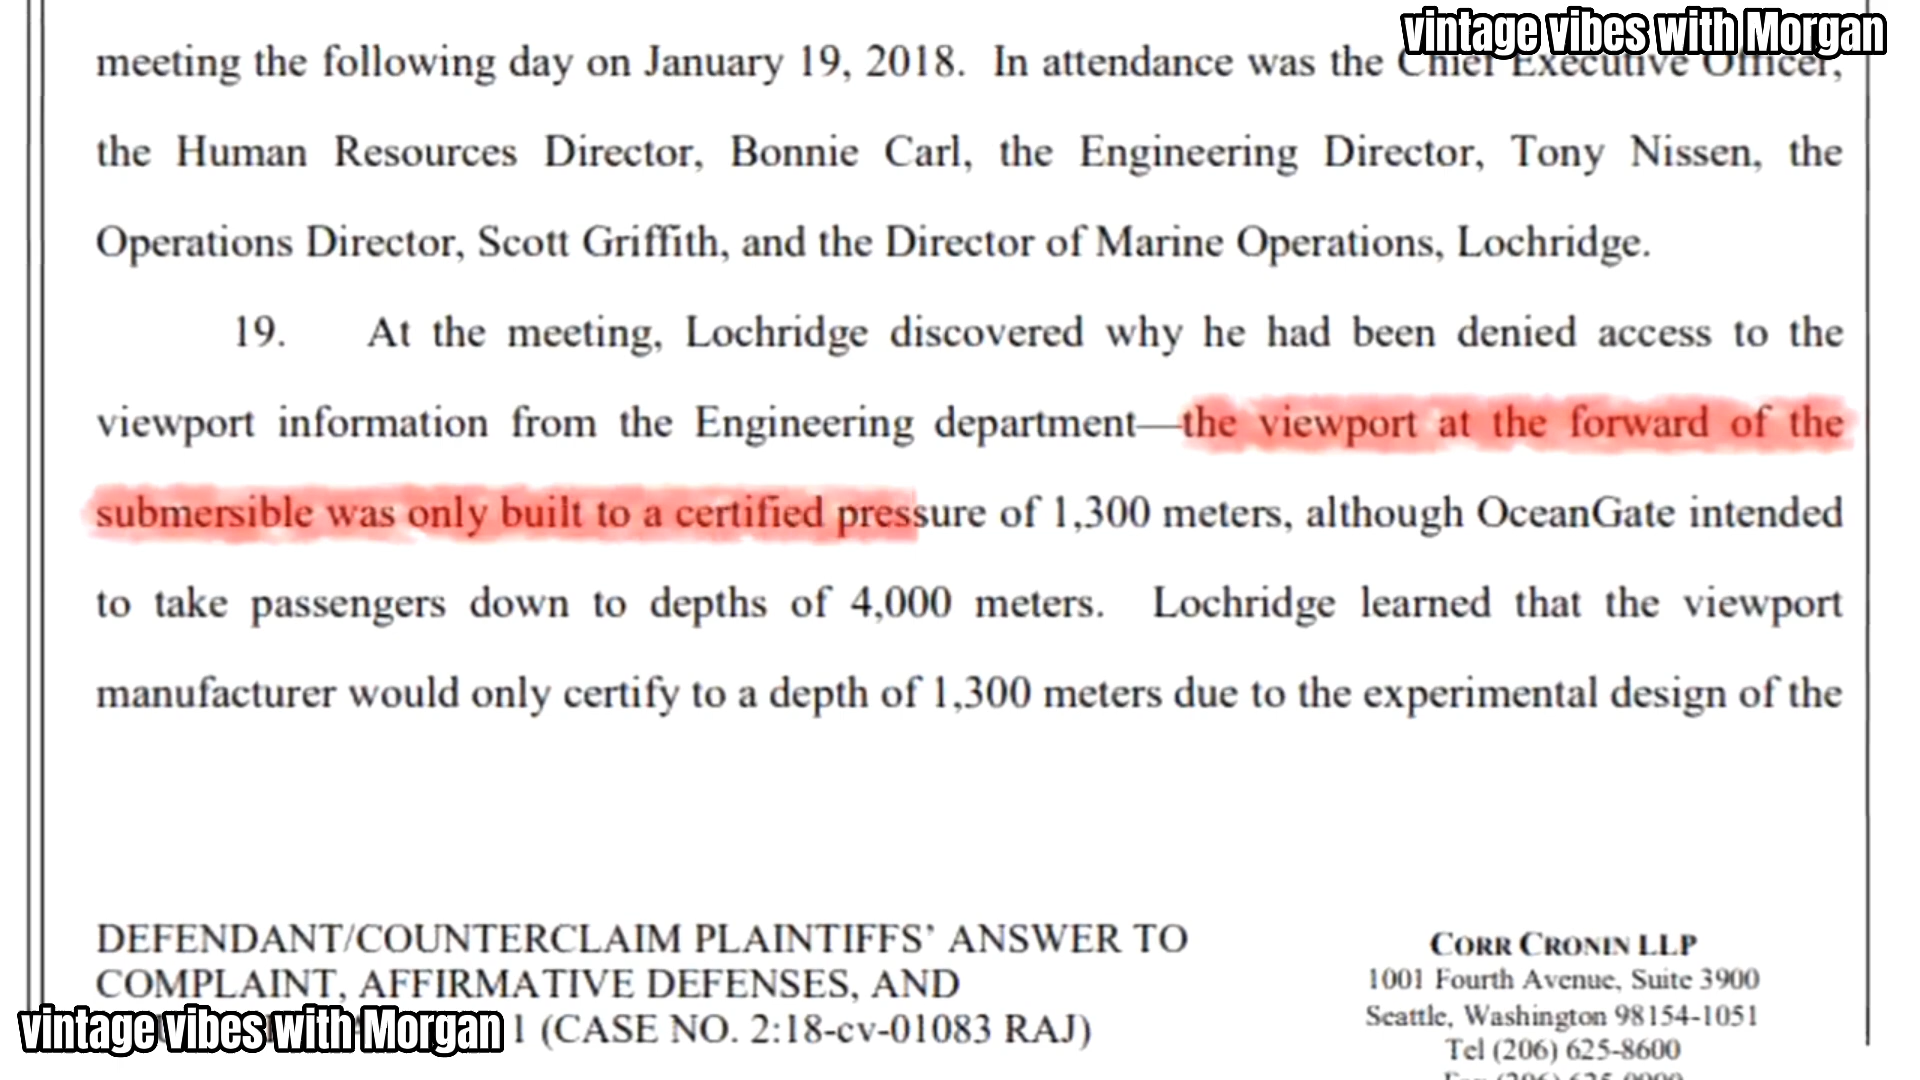 vintage vibes with Morgan
meeting the following day on January 19, 2018. In attendance was the Chief Executive Officer,
the Human Resources Director, Bonnie Carl, the Engineering Director, Tony Nissen, the
Operations Director, Scott Griffith, and the Director of Marine Operations, Lochridge.
19. At the meeting, Lochridge discovered why he had been denied access to the
viewport information from the Engineering department—the viewport at the forward of the
submersible was only built to a certified pressure of 1,300 meters, although OceanGate intended
to take passengers down to depths of 4,000 meters. Lochridge learned that the viewport
manufacturer would only certify to a depth of 1,300 meters due to the experimental design of the
DEFENDANT/COUNTERCLAIM PLAINTIFFS' ANSWER TO
COMPLAINT, AFFIRMATIVE DEFENSES, AND
1 (CASE NO. 2:18-cv-01083 RAJ)
vintage vibes with Morgan
CORR CRONIN LLP
1001 Fourth Avenue, Suite 3900
Seattle, Washington 98154-1051
Tel (206) 625-8600